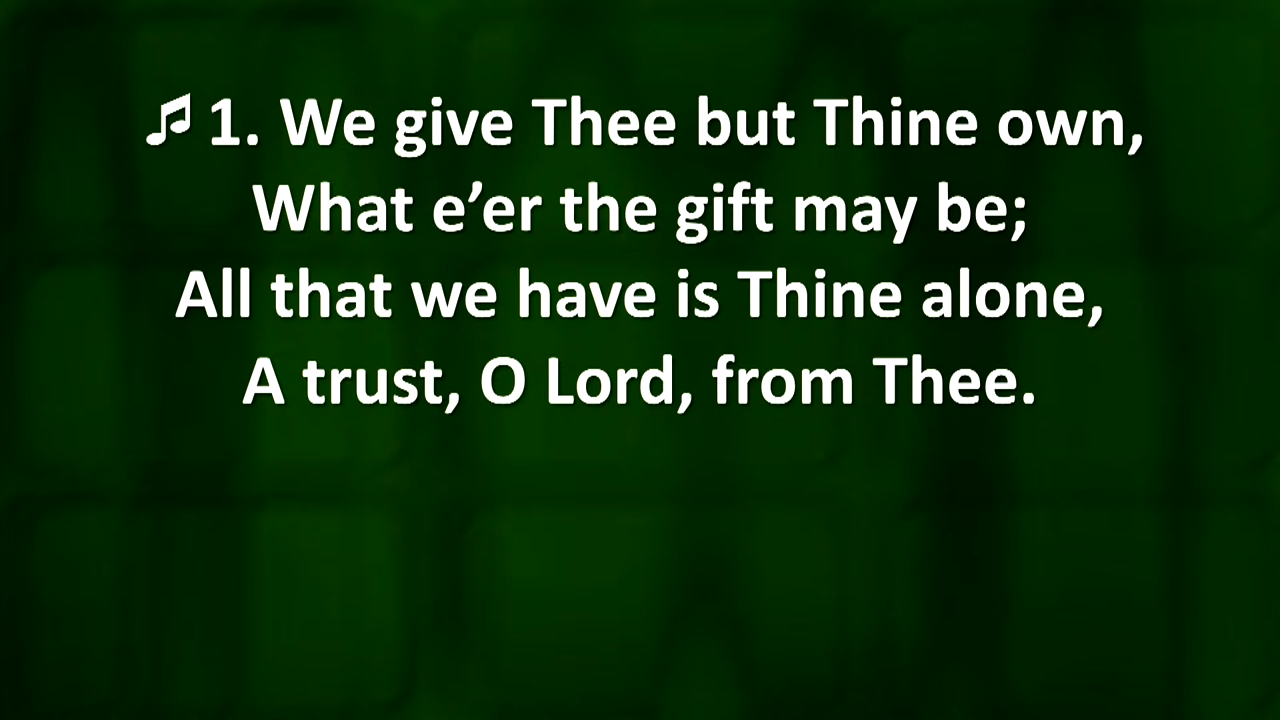 ♫ 1. We give Thee but Thine own,
What e’er the gift may be;
All that we have is Thine alone,
A trust, O Lord, from Thee.